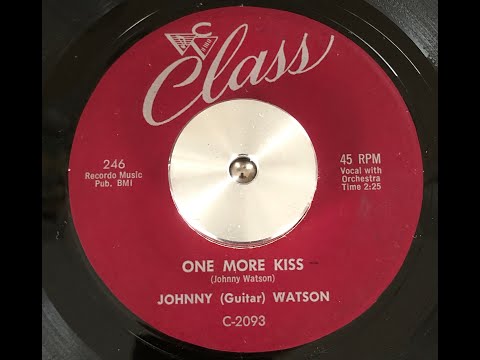 C
Class
246
Recordo Music
Pub. BMI
45 RPM
Vocal with
Orchestra
Time 2:25
ONE MORE KISS
(Johnny Watson)
JOHNNY (Guitar) WATSON
C-2093